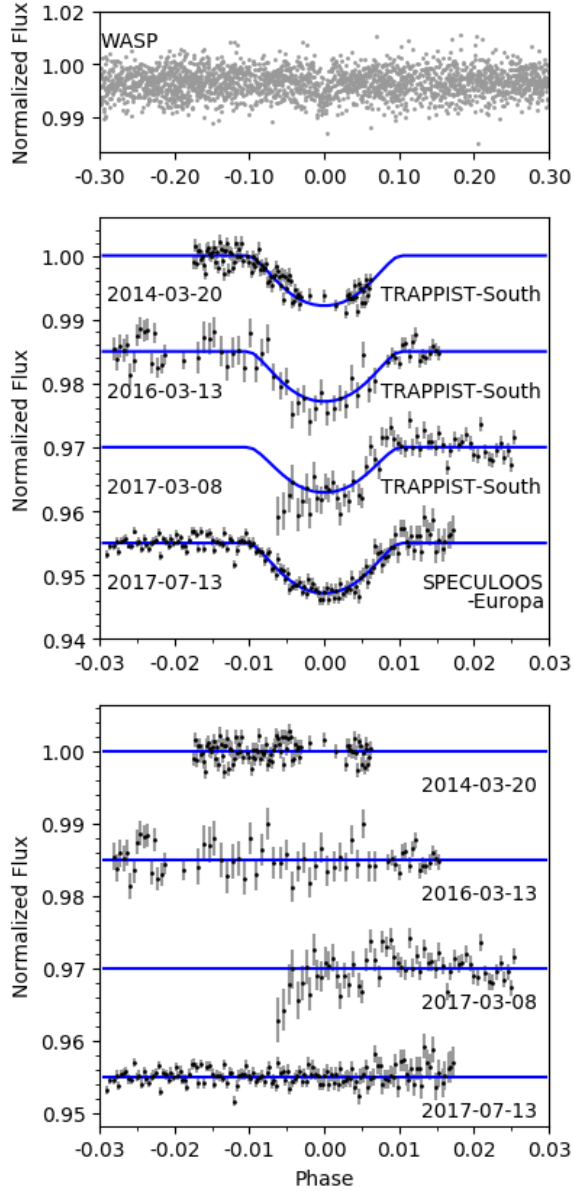 1.02
WASP
1.00
0.99
Normalized Flux
-0.30 -0.20 -0.10 0.00 0.10 0.20 0.30
1.00
2014-03-20 TRAPPIST-South
0.99
0.98
2016-03-13 TRAPPIST-South
Normalized Flux
0.97
2017-03-08 TRAPPIST-South
0.96
0.95
2017-07-13 SPECULOOS
-Europa
0.94
-0.03 -0.02 -0.01 0.00 0.01 0.02 0.03
1.00
2014-03-20
0.99
0.98
2016-03-13
Normalized Flux
0.97
2017-03-08
0.96
0.95
2017-07-13
-0.03 -0.02 -0.01 0.00 0.01 0.02 0.03
Phase